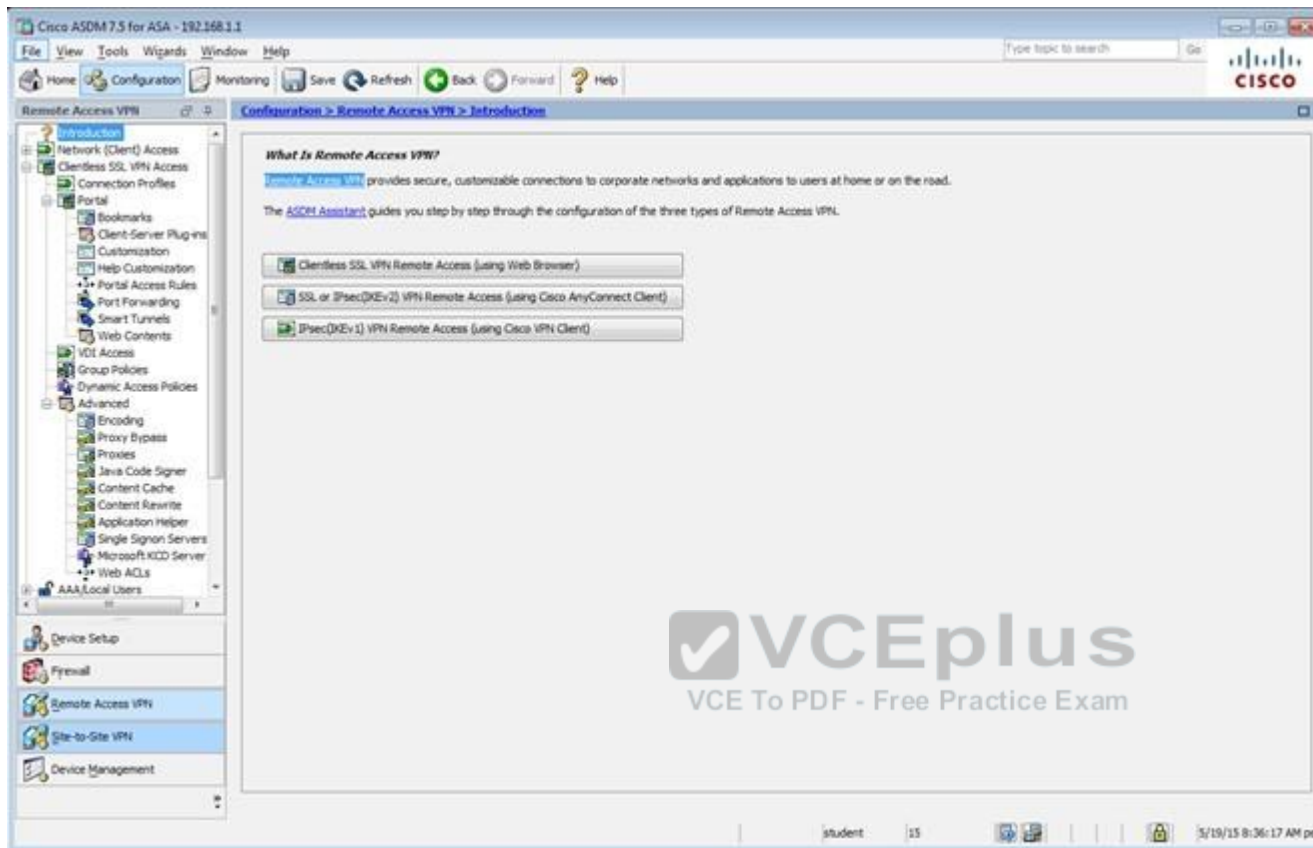 Cisco ASDM 7.5 for ASA - 192.168.1.1
File View Tools Wizards Window Help
Type topic to search Go
Home Configuration Monitoring Save Refresh Back Forward Help
CISCO
Remote Access VPN
Configuration > Remote Access VPN > Introduction
Introduction
Network (Client) Access
Clientless SSL VPN Access
Connection Profiles
Portal
Bookmarks
Client-Server Plug-ins
Customization
Help Customization
Portal Access Rules
Port Forwarding
Smart Tunnels
Web Contents
VDI Access
Group Policies
Dynamic Access Policies
Advanced
Encoding
Proxy Bypass
Proxies
Java Code Signer
Content Cache
Content Rewrite
Application Helper
Single Signon Servers
Microsoft KCD Server
Web ACLs
AAA/Local Users
Device Setup
Firewall
Remote Access VPN
Site-to-Site VPN
Device Management
What Is Remote Access VPN?
Remote Access VPN provides secure, customizable connections to corporate networks and applications to users at home or on the road.
The ASDM Assistant guides you step by step through the configuration of the three types of Remote Access VPN.
Clientless SSL VPN Remote Access (using Web Browser)
SSL or IPsec(IKEv2) VPN Remote Access (using Cisco AnyConnect Client)
IPsec(IKEv1) VPN Remote Access (using Cisco VPN Client)
VCEplus
VCE To PDF - Free Practice Exam
student 15 5/19/15 8:36:17 AM